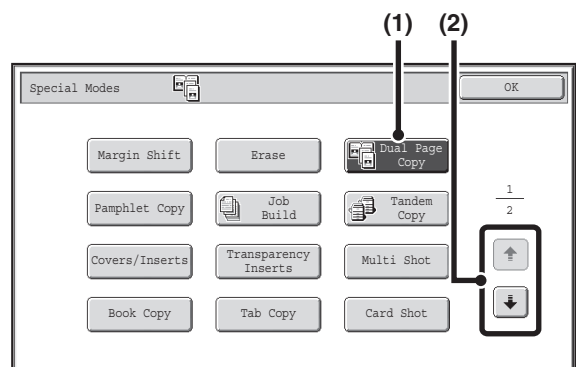 (1) (2)
Special Modes OK
Margin Shift Erase Dual Page
Copy
1
Pamphlet Copy Job
Build Tandem
Copy
2
Covers/Inserts Transparency
Inserts Multi Shot
Book Copy Tab Copy Card Shot